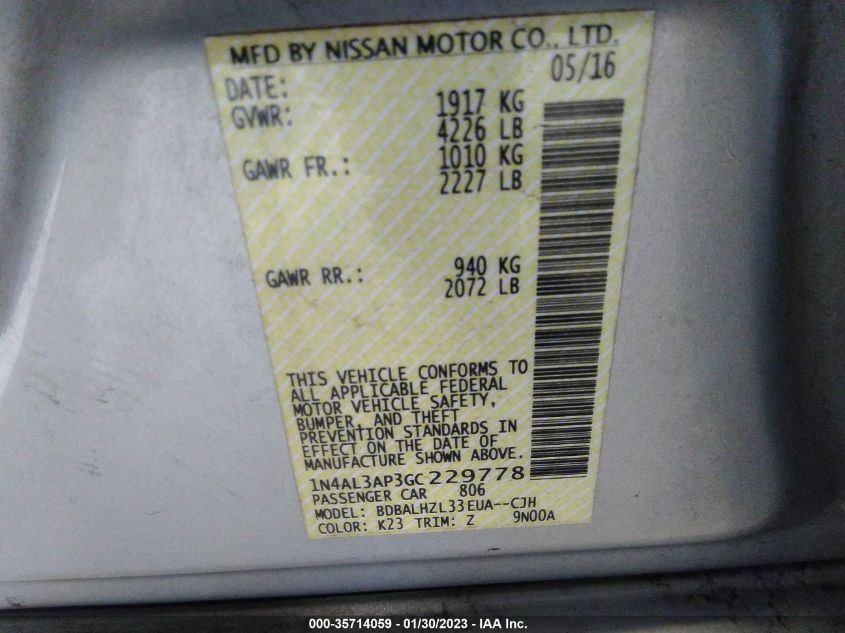 MFD BY NISSAN MOTOR CO., LTD.
DATE: 05/16
GVWR: 1917 KG
4226 LB
GAWR FR.: 1010 KG
2227 LB
GAWR RR.: 940 KG
2072 LB
THIS VEHICLE CONFORMS TO
ALL APPLICABLE FEDERAL
MOTOR VEHICLE SAFETY,
BUMPER, AND THEFT
PREVENTION STANDARDS IN
EFFECT ON THE DATE OF
MANUFACTURE SHOWN ABOVE.
1N4AL3AP3GC229778
PASSENGER CAR 806
MODEL: BDBALHZL33EUA--CJH
COLOR: K23 TRIM: Z 9N00A
000-35714059 - 01/30/2023 - IAA Inc.